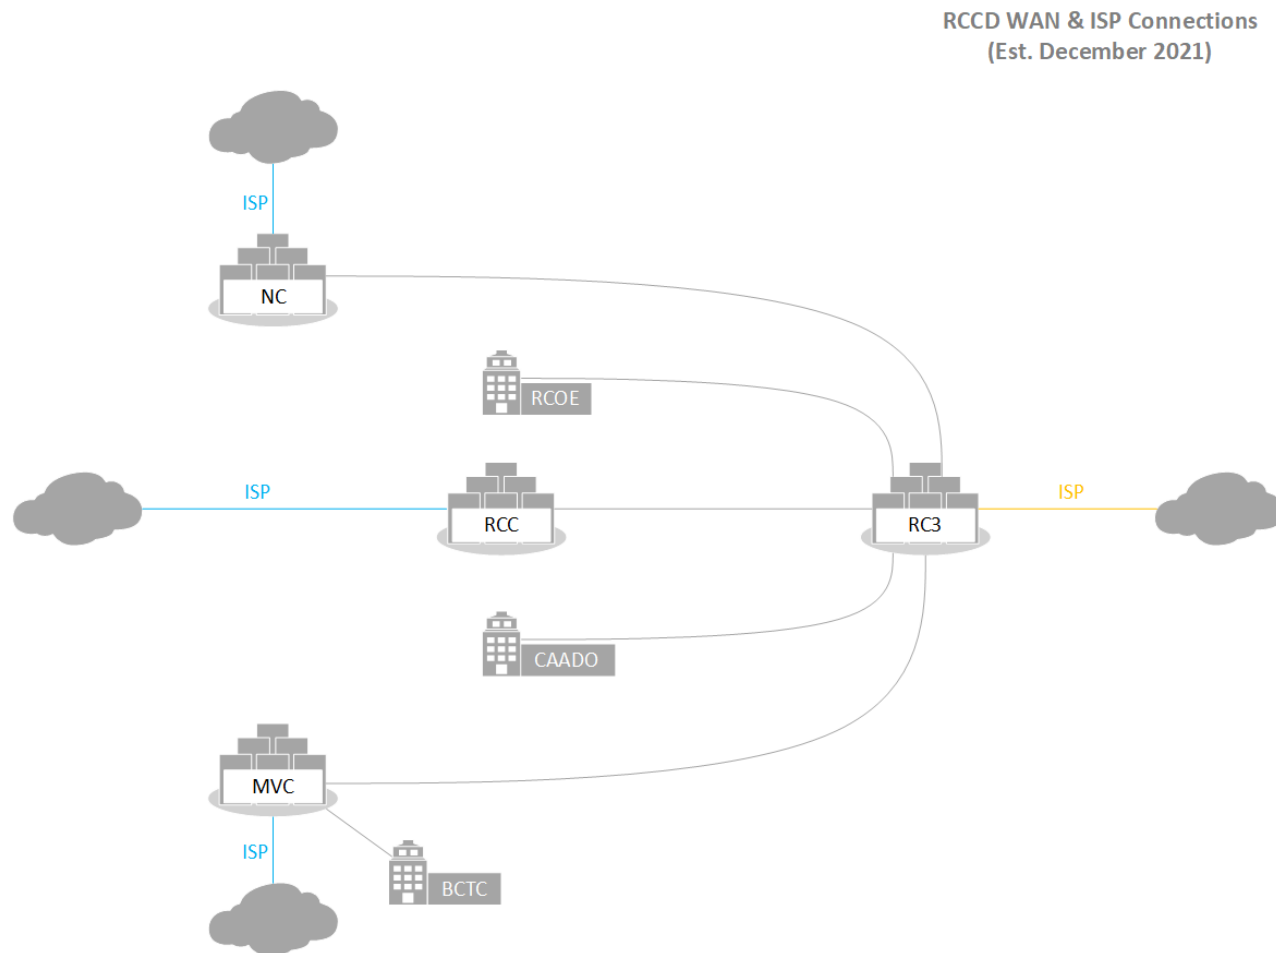 RCCD WAN & ISP Connections
(Est. December 2021)
ISP
NC
RCOE
ISP
RCC
RC3
ISP
CAADO
MVC
ISP
BCTC